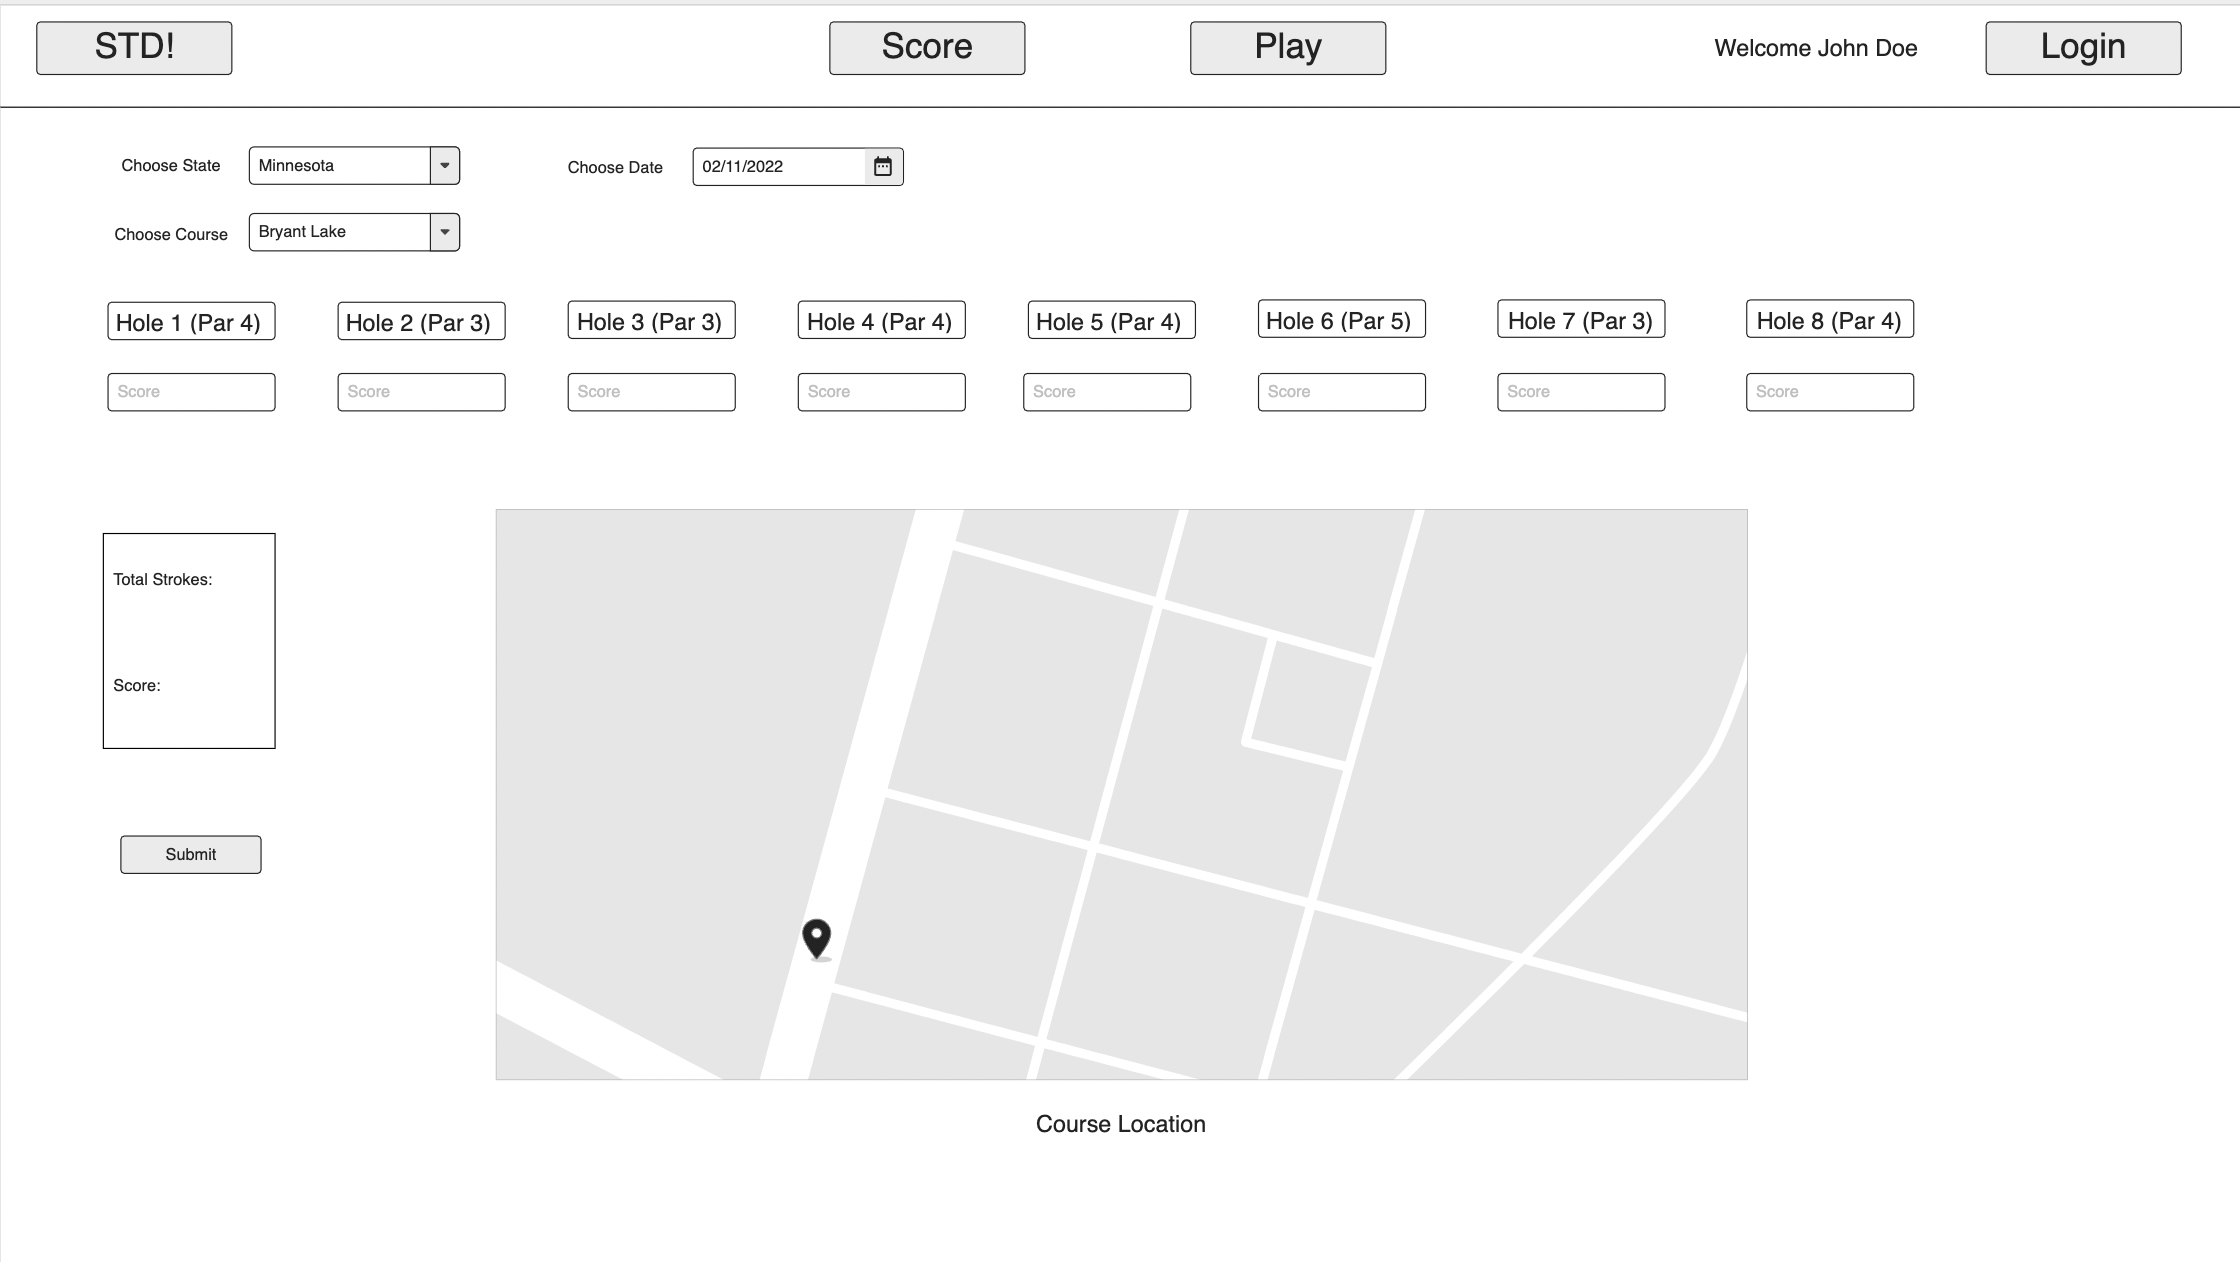 STD!
Score
Play
Welcome John Doe
Login
Choose State
Minnesota
Choose Date
02/11/2022
Choose Course
Bryant Lake
Hole 1 (Par 4)
Hole 2 (Par 3)
Hole 3 (Par 3)
Hole 4 (Par 4)
Hole 5 (Par 4)
Hole 6 (Par 5)
Hole 7 (Par 3)
Hole 8 (Par 4)
Score
Score
Score
Score
Score
Score
Score
Score
Total Strokes:
Score:
Submit
Course Location